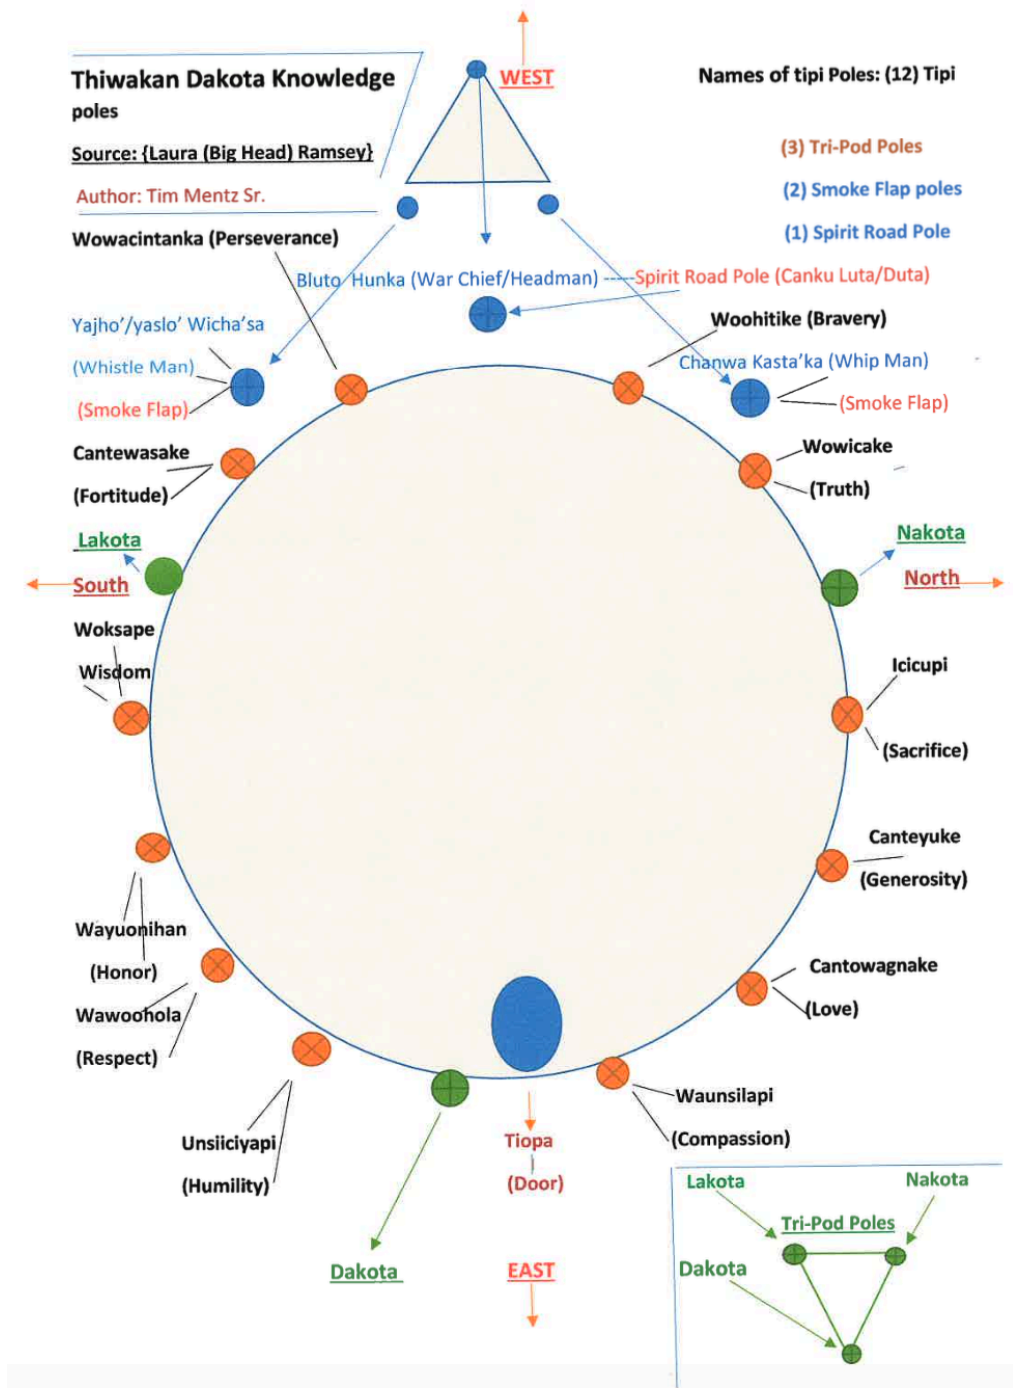 WEST
Thiwakan Dakota Knowledge
poles
Names of tipi Poles: (12) Tipi
Source: {Laura (Big Head) Ramsey}
(3) Tri-Pod Poles
Author: Tim Mentz Sr.
(2) Smoke Flap poles
Wowacintanka (Perseverance)
(1) Spirit Road Pole
Bluto Hunka (War Chief/Headman) -----Spirit Road Pole (Canku Luta/Duta)
Yajho’/yaslo’ Wicha’sa
(Whistle Man)
(Smoke Flap)
Woohitike (Bravery)
Chanwa Kasta’ka (Whip Man)
(Smoke Flap)
Cantewasake
(Fortitude)
Wowicake
(Truth)
Lakota
South
Nakota
North
Woksape
Wisdom
Icicupi
(Sacrifice)
Canteyuke
(Generosity)
Wayuonihan
(Honor)
Cantowagnake
(Love)
Wawoohola
(Respect)
Waunsilapi
(Compassion)
Unsiiciyapi
(Humility)
Tiopa
(Door)
Dakota
EAST
Lakota
Nakota
Tri-Pod Poles
Dakota